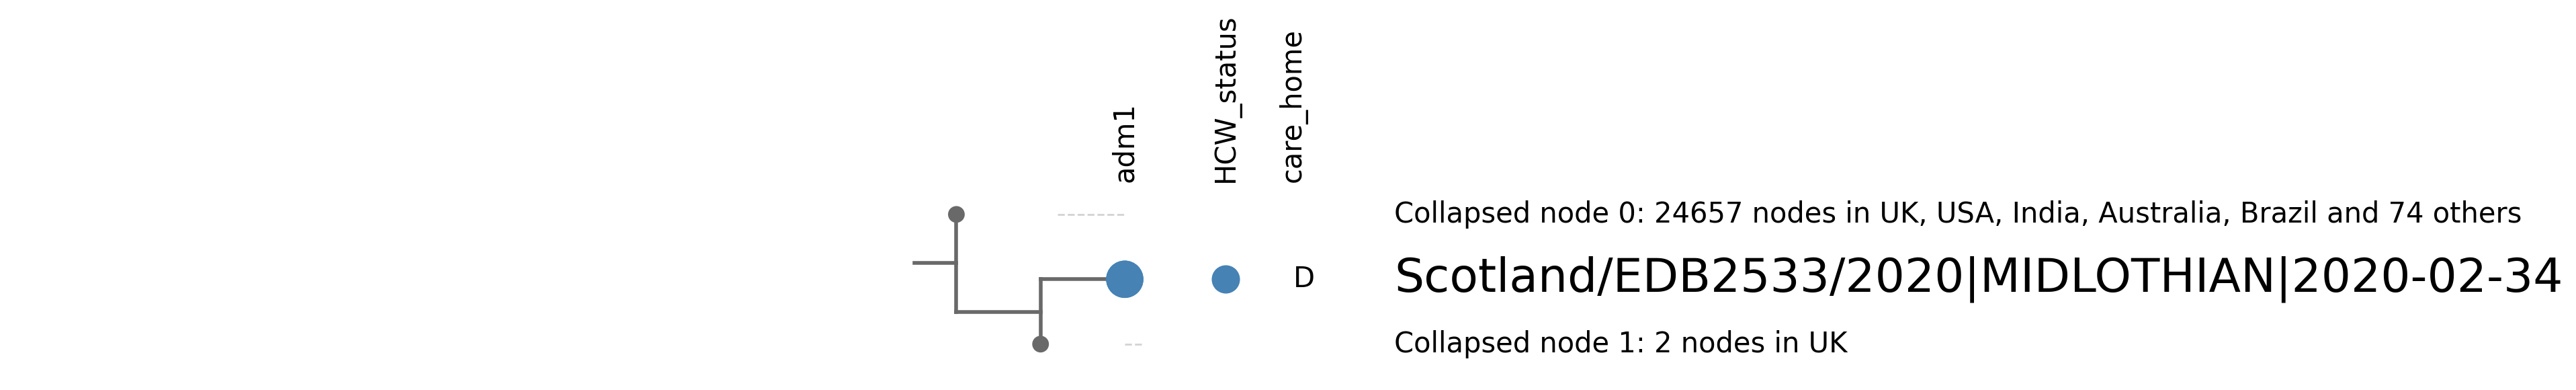 adm1
HCW_status
care_home
Collapsed node 0: 24657 nodes in UK, USA, India, Australia, Brazil and 74 others
D Scotland/EDB2533/2020|MIDLOTHIAN|2020-02-34
Collapsed node 1: 2 nodes in UK